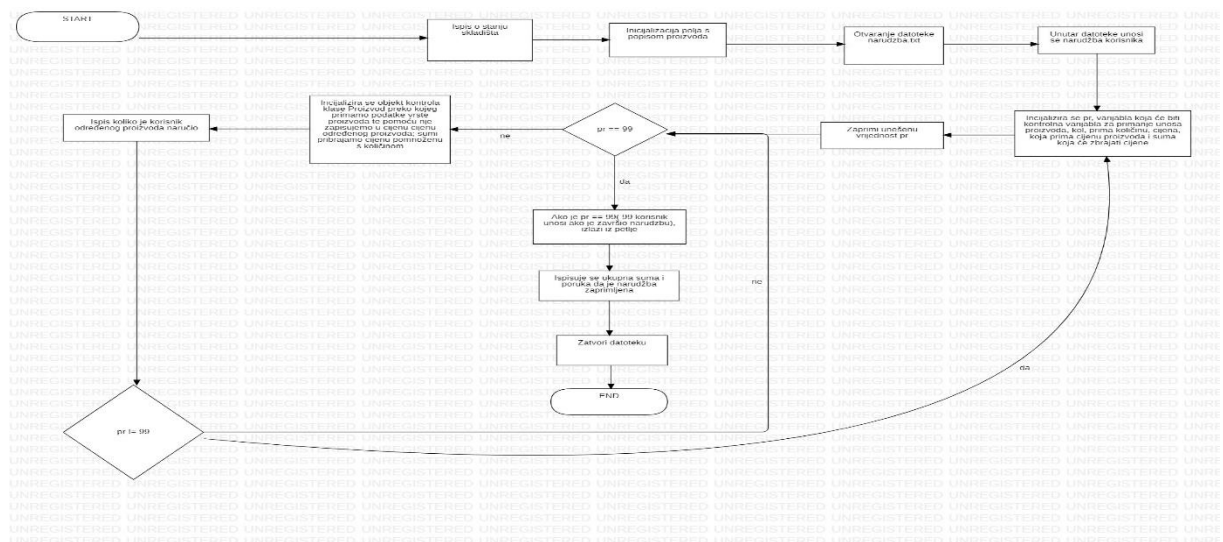 START
Ispis o stanju
skladišta
Inicijalizacija polja s
popisom proizvoda
Otvaranje datoteke
narudzba.txt
Unutar datoteke unosi
se narudžba korisnika
Incijalizira se pr, varijabla koja će biti
kontrolna varijabla za primanje unosa
proizvoda, kol, prima količinu, cijena,
koja prima cijenu proizvoda i suma
koja će zbrajati cijene
Zaprimi unešenu
vrijednost pr
pr == 99
ne
Incijalizira se objekt kontrola
klase Proizvod preko kojeg
primamo podatke vrste
proizvoda te pomoću nje
zapisujemo u cijenu cijenu
određenog proizvoda; sumi
pribrajamo cijenu pomnoženu
s količinom
Ispis koliko je korisnik
određenog proizvoda naručio
da
Ako je pr == 99( 99 korisnik
unosi ako je završio narudzbu),
izlazi iz petlje
Ispisuje se ukupna suma i
poruka da je narudžba
zaprimljena
ne
Zatvori datoteku
da
END
pr != 99
UNREGISTERED